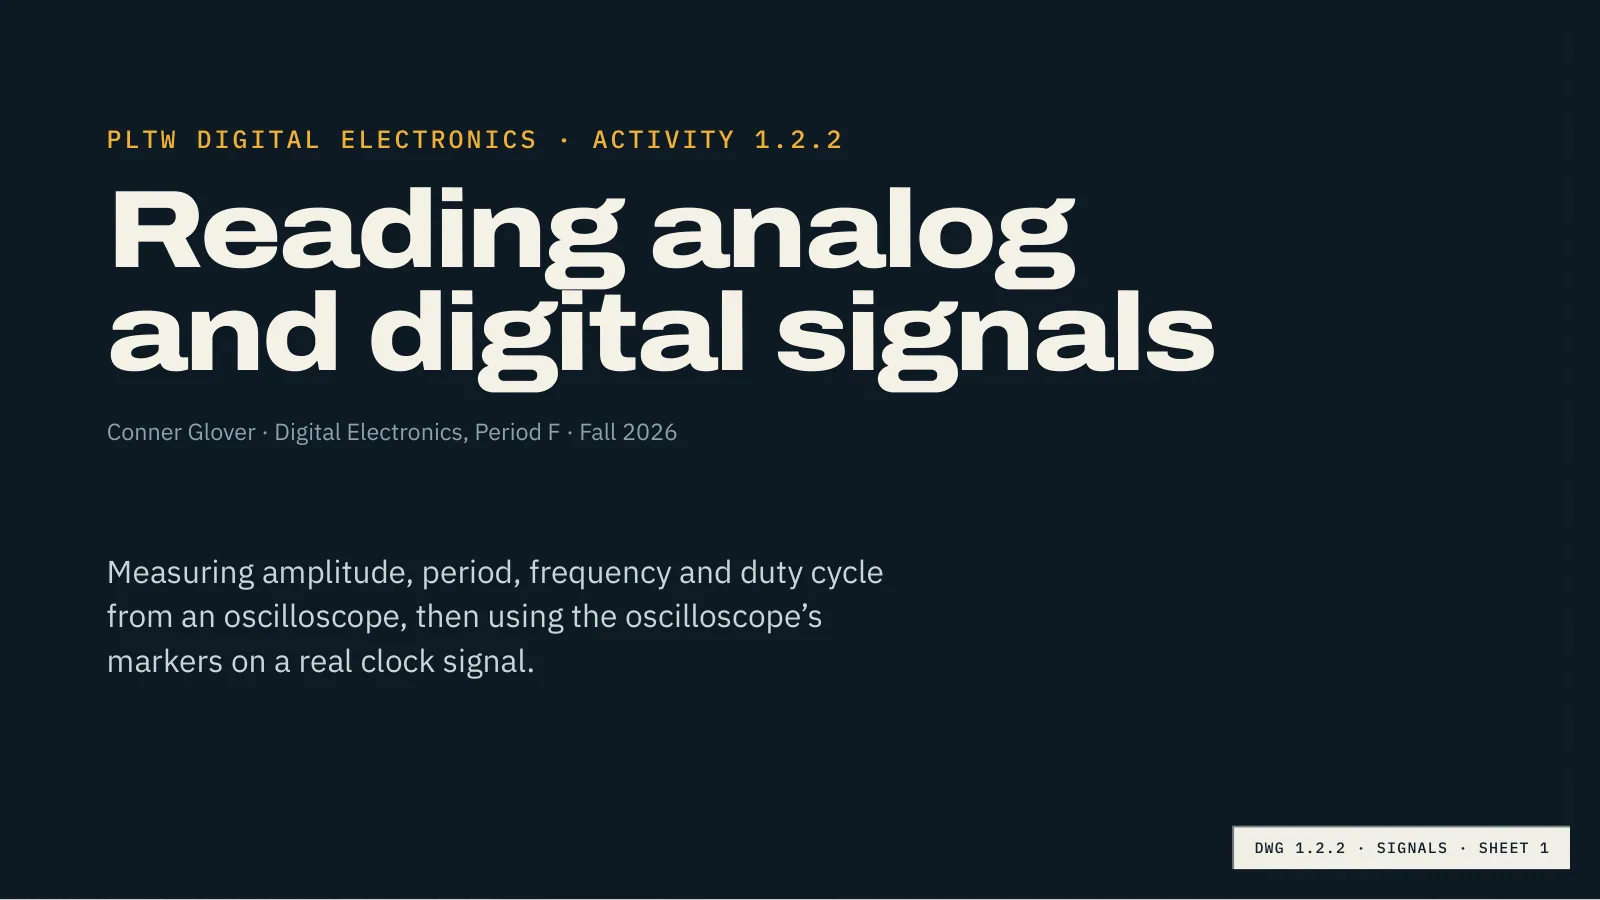 PLTW DIGITAL ELECTRONICS · ACTIVITY 1.2.2
Reading analog
and digital signals
Conner Glover · Digital Electronics, Period F · Fall 2026
Measuring amplitude, period, frequency and duty cycle
from an oscilloscope, then using the oscilloscope’s
markers on a real clock signal.
DWG 1.2.2 · SIGNALS · SHEET 1